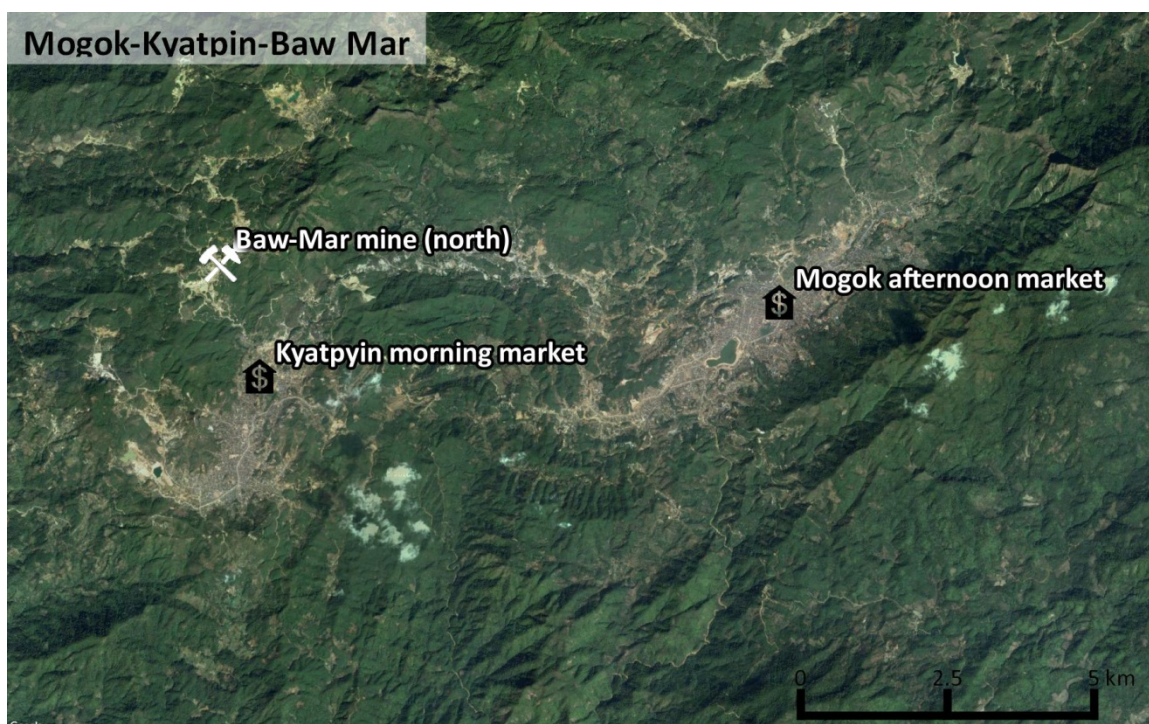 Mogok-Kyatpin-Baw Mar
Baw-Mar mine (north)
Mogok afternoon market
$
Kyatpyin morning market
$
0 2.5 5 km